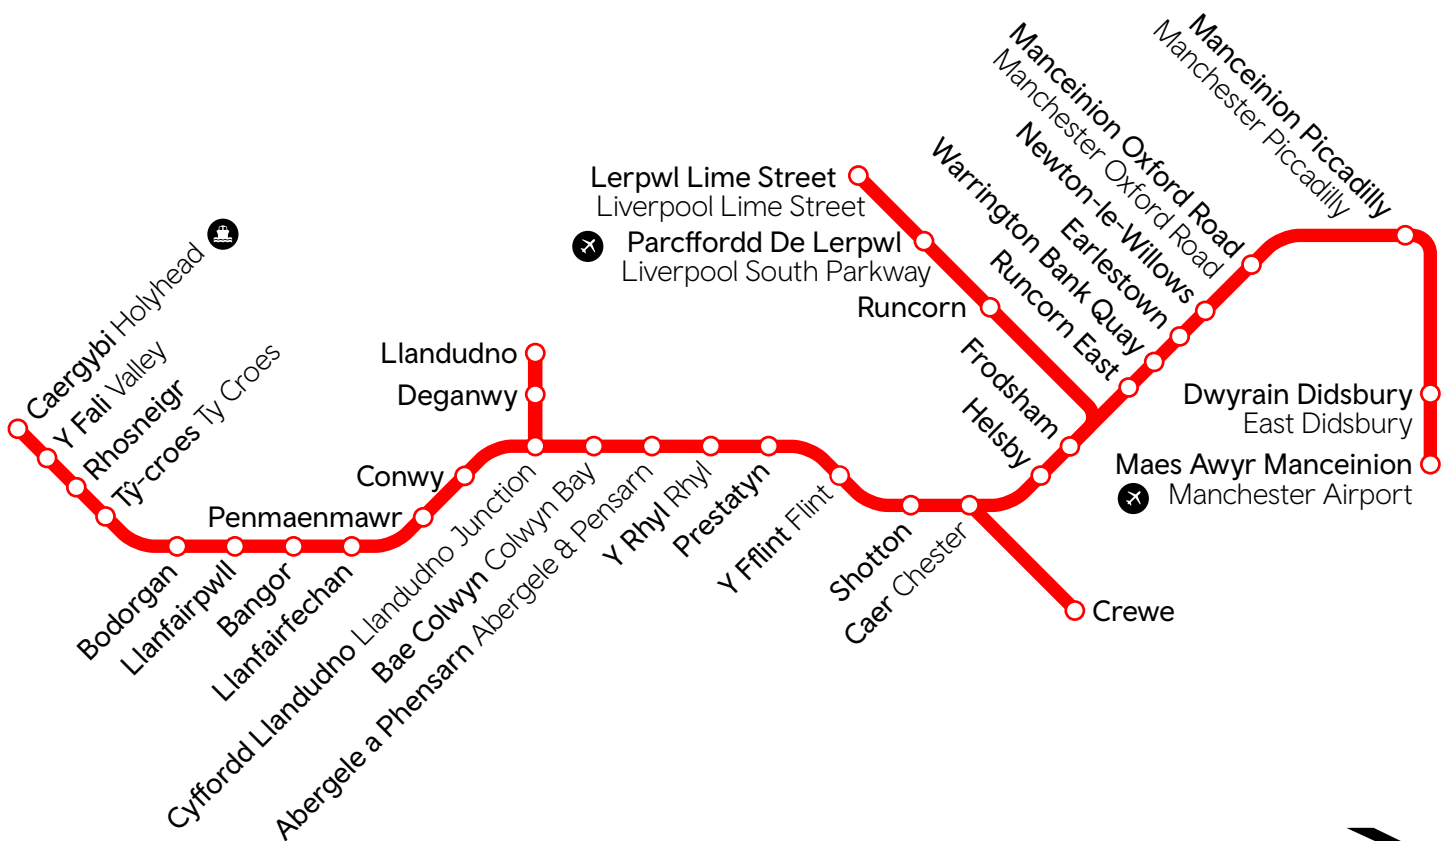 Caergybi Holyhead
Y Fali Valley
Rhosneigr
Tŷ-croes Ty Croes
Bodorgan
Llanfairpwll
Bangor
Llanfairfechan
Penmaenmawr
Conwy
Llandudno
Deganwy
Cyffordd Llandudno Llandudno Junction
Bae Colwyn Colwyn Bay
Abergele a Phensarn Abergele & Pensarn
Y Rhyl Rhyl
Prestatyn
Y Fflint Flint
Shotton
Caer Chester
Crewe
Helsby
Frodsham
Lerpwl Lime Street
Liverpool Lime Street
Parcffordd De Lerpwl
Liverpool South Parkway
Runcorn
Runcorn East
Warrington Bank Quay
Earlestown
Newton-le-Willows
Manceinion Oxford Road
Manchester Oxford Road
Manceinion Piccadilly
Manchester Piccadilly
Dwyrain Didsbury
East Didsbury
Maes Awyr Manceinion
Manchester Airport